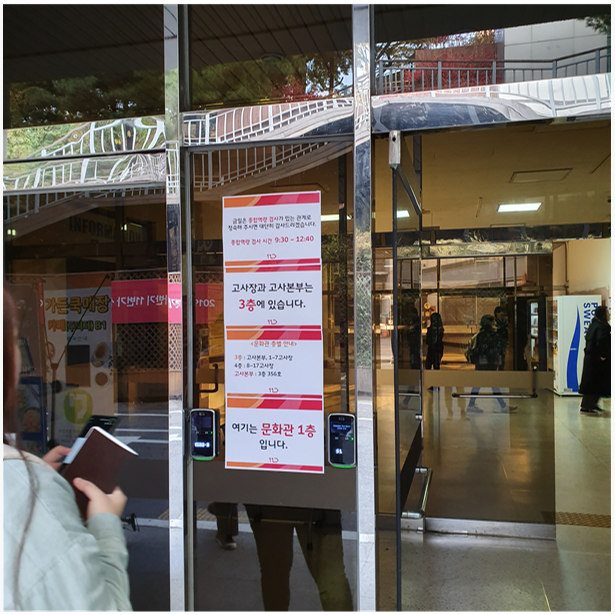 금일은 종합역량 검사가 있는 관계로
정숙해 주시면 대단히 감사드리겠습니다.
종합역량 검사 시간 9:30 ~ 12:40
고사장과 고사본부는
3층에 있습니다.
<문화관 층별 안내>
3층 : 고사본부, 1~7고사장
4층 : 8~17고사장
고사본부 : 3층 356호
여기는 문화관 1층
입니다.